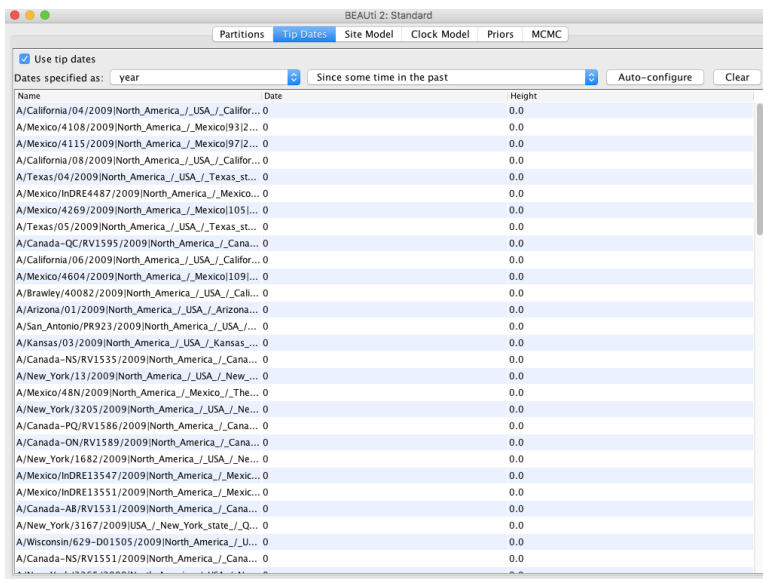 BEAUti 2: Standard
Partitions Tip Dates Site Model Clock Model Priors MCMC
Use tip dates
Dates specified as: year Since some time in the past Auto-configure Clear
Name Date Height
A/California/04/2009|North_America_/_USA_/_Califor... 0 0.0
A/Mexico/4108/2009|North_America_/_Mexico|93|2... 0 0.0
A/Mexico/4115/2009|North_America_/_Mexico|97|2... 0 0.0
A/California/08/2009|North_America_/_USA_/_Califor... 0 0.0
A/Texas/04/2009|North_America_/_USA_/_Texas_st... 0 0.0
A/Mexico/InDRE4487/2009|North_America_/_Mexico... 0 0.0
A/Mexico/4269/2009|North_America_/_Mexico|105|... 0 0.0
A/Texas/05/2009|North_America_/_USA_/_Texas_st... 0 0.0
A/Canada-QC/RV1595/2009|North_America_/_Cana... 0 0.0
A/California/06/2009|North_America_/_USA_/_Califor... 0 0.0
A/Mexico/4604/2009|North_America_/_Mexico|109|... 0 0.0
A/Brawley/40082/2009|North_America_/_USA_/_Cali... 0 0.0
A/Arizona/01/2009|North_America_/_USA_/_Arizona... 0 0.0
A/San_Antonio/PR923/2009|North_America_/_USA_/... 0 0.0
A/Kansas/03/2009|North_America_/_USA_/_Kansas_... 0 0.0
A/Canada-NS/RV1535/2009|North_America_/_Cana... 0 0.0
A/New_York/13/2009|North_America_/_USA_/_New_... 0 0.0
A/Mexico/48N/2009|North_America_/_Mexico_/_The... 0 0.0
A/New_York/3205/2009|North_America_/_USA_/_Ne... 0 0.0
A/Canada-PQ/RV1586/2009|North_America_/_Cana... 0 0.0
A/Canada-ON/RV1589/2009|North_America_/_Cana... 0 0.0
A/New_York/1682/2009|North_America_/_USA_/_Ne... 0 0.0
A/Mexico/InDRE13547/2009|North_America_/_Mexic... 0 0.0
A/Mexico/InDRE13551/2009|North_America_/_Mexic... 0 0.0
A/Canada-AB/RV1531/2009|North_America_/_Cana... 0 0.0
A/New_York/3167/2009|USA_/_New_York_state_/_Q... 0 0.0
A/Wisconsin/629-D01505/2009|North_America_/_U... 0 0.0
A/Canada-NS/RV1551/2009|North_America_/_Cana... 0 0.0